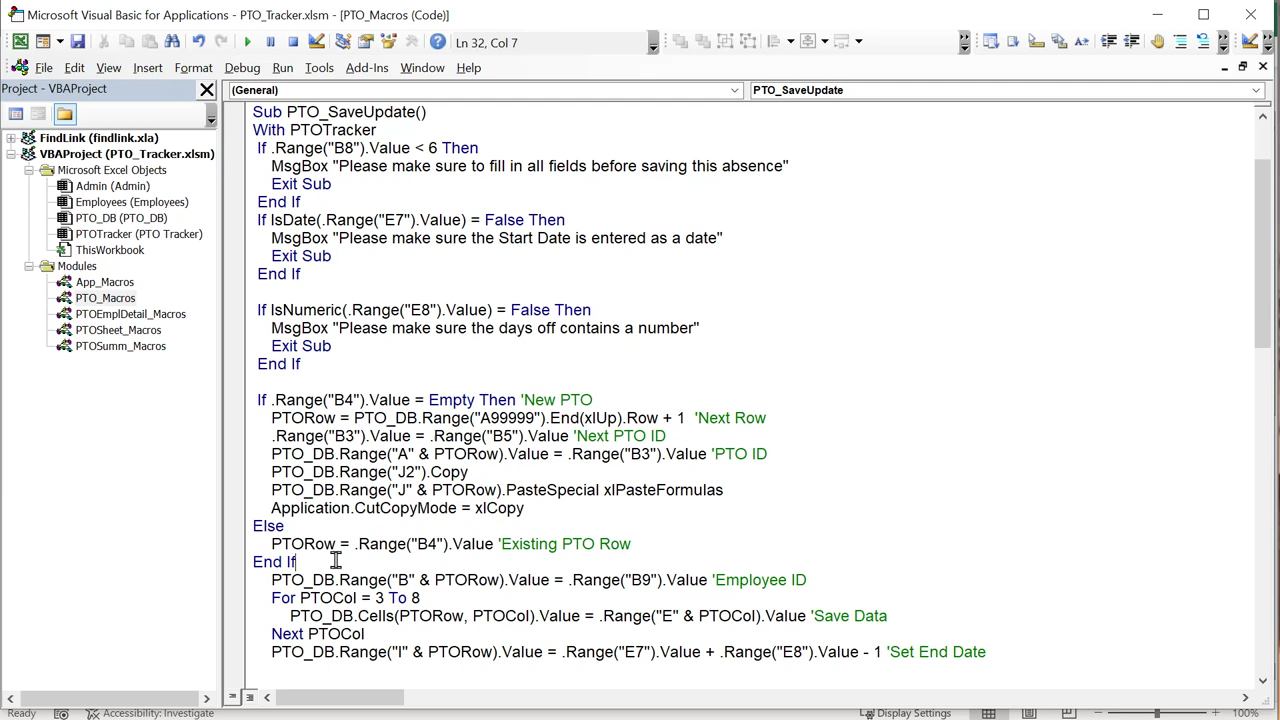 Microsoft Visual Basic for Applications - PTO_Tracker.xlsm - [PTO_Macros (Code)]
Ln 32, Col 7
File Edit View Insert Format Debug Run Tools Add-Ins Window Help
Project - VBAProject
(General)
PTO_SaveUpdate
FindLink (findlink.xla)
VBAProject (PTO_Tracker.xlsm)
Microsoft Excel Objects
Admin (Admin)
Employees (Employees)
PTO_DB (PTO_DB)
PTOTracker (PTO Tracker)
ThisWorkbook
Modules
App_Macros
PTO_Macros
PTOEmplDetail_Macros
PTOSheet_Macros
PTOSumm_Macros
Sub PTO_SaveUpdate()
With PTOTracker
If .Range("B8").Value < 6 Then
MsgBox "Please make sure to fill in all fields before saving this absence"
Exit Sub
End If
If IsDate(.Range("E7").Value) = False Then
MsgBox "Please make sure the Start Date is entered as a date"
Exit Sub
End If
If IsNumeric(.Range("E8").Value) = False Then
MsgBox "Please make sure the days off contains a number"
Exit Sub
End If
If .Range("B4").Value = Empty Then 'New PTO
PTORow = PTO_DB.Range("A99999").End(xlUp).Row + 1 'Next Row
.Range("B3").Value = .Range("B5").Value 'Next PTO ID
PTO_DB.Range("A" & PTORow).Value = .Range("B3").Value 'PTO ID
PTO_DB.Range("J2").Copy
PTO_DB.Range("J" & PTORow).PasteSpecial xlPasteFormulas
Application.CutCopyMode = xlCopy
Else
PTORow = .Range("B4").Value 'Existing PTO Row
End If
PTO_DB.Range("B" & PTORow).Value = .Range("B9").Value 'Employee ID
For PTOCol = 3 To 8
PTO_DB.Cells(PTORow, PTOCol).Value = .Range("E" & PTOCol).Value 'Save Data
Next PTOCol
PTO_DB.Range("I" & PTORow).Value = .Range("E7").Value + .Range("E8").Value - 1 'Set End Date
Ready
Accessibility: Investigate
Display Settings
100%